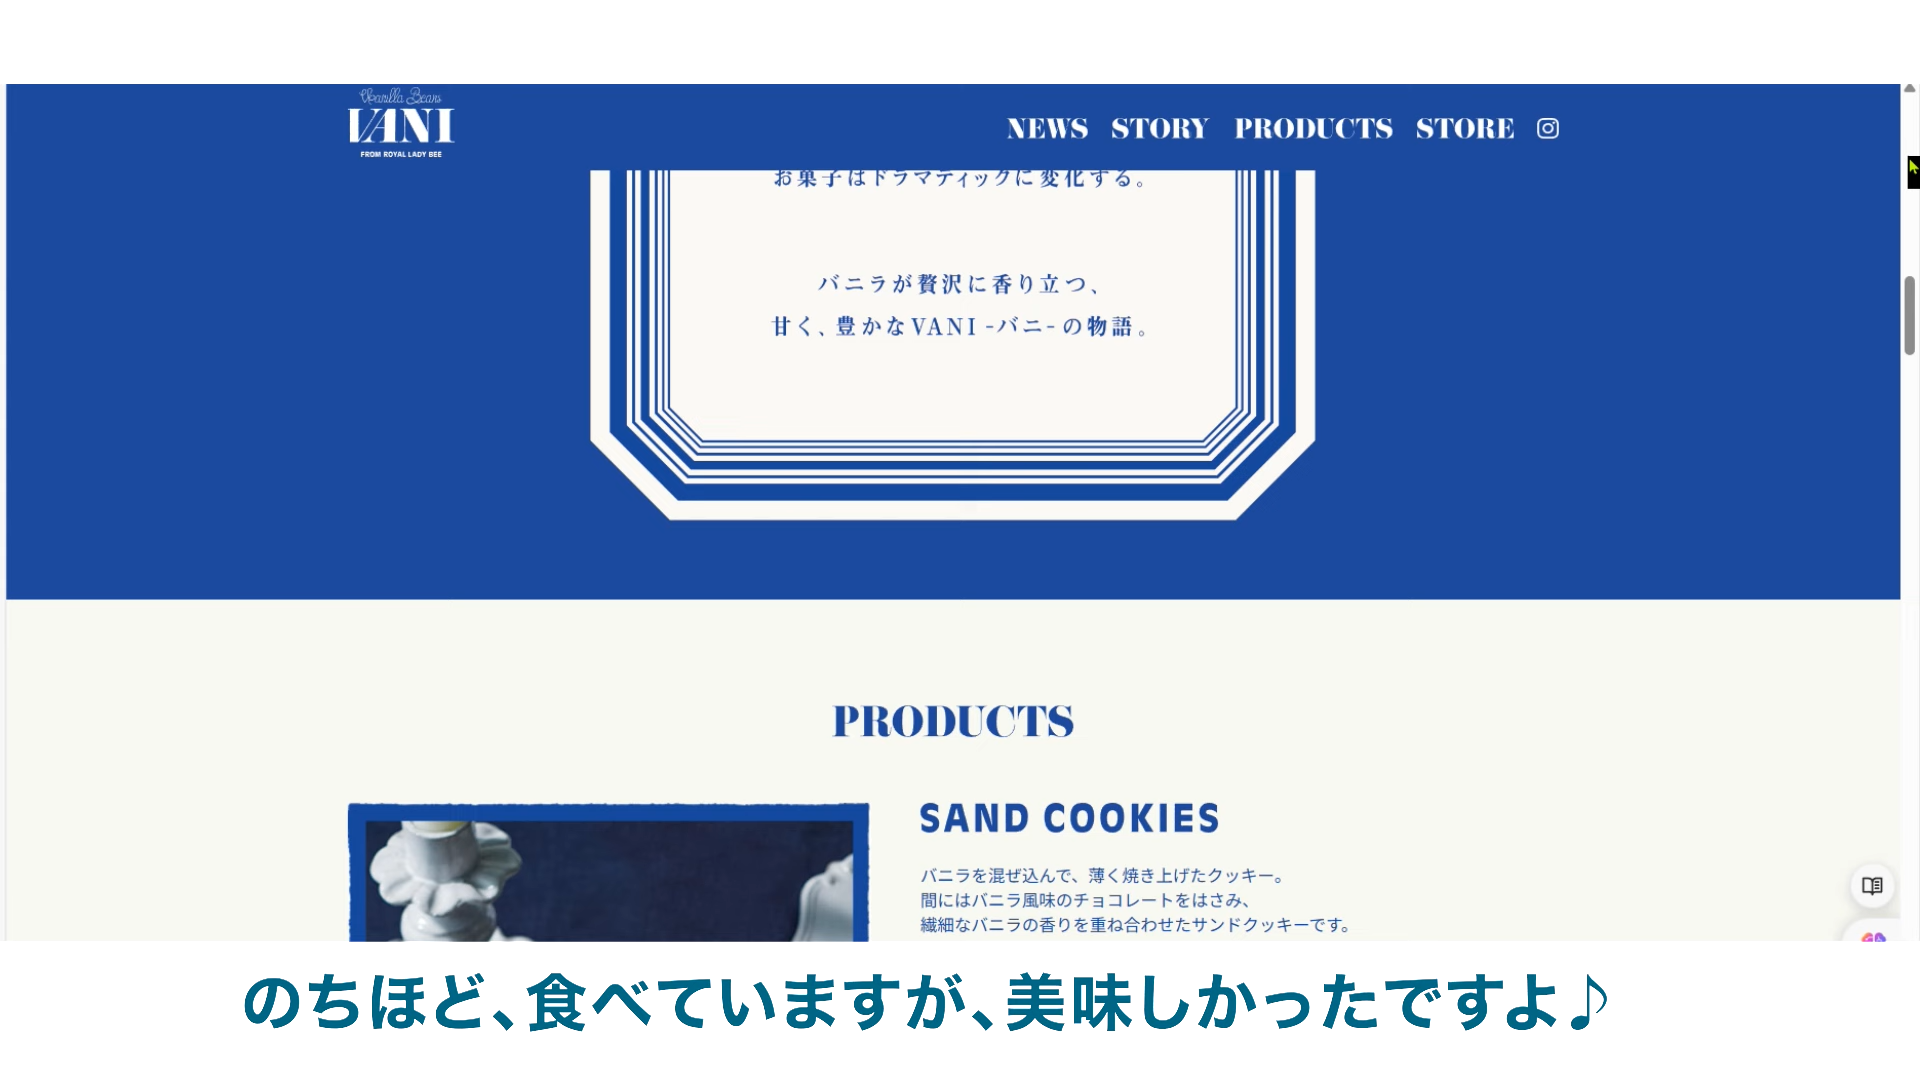 Vanilla Beans
VANI
FROM ROYAL LADY BEE
NEWS STORY PRODUCTS STORE
お菓子はドラマティックに変化する。
バニラが贅沢に香り立つ、
甘く、豊かなVANI -バニ- の物語。
PRODUCTS
SAND COOKIES
バニラを混ぜ込んで、薄く焼き上げたクッキー。
間にはバニラ風味のチョコレートをはさみ、
繊細なバニラの香りを重ね合わせたサンドクッキーです。
のちほど、食べていますが、美味しかったですよ♪